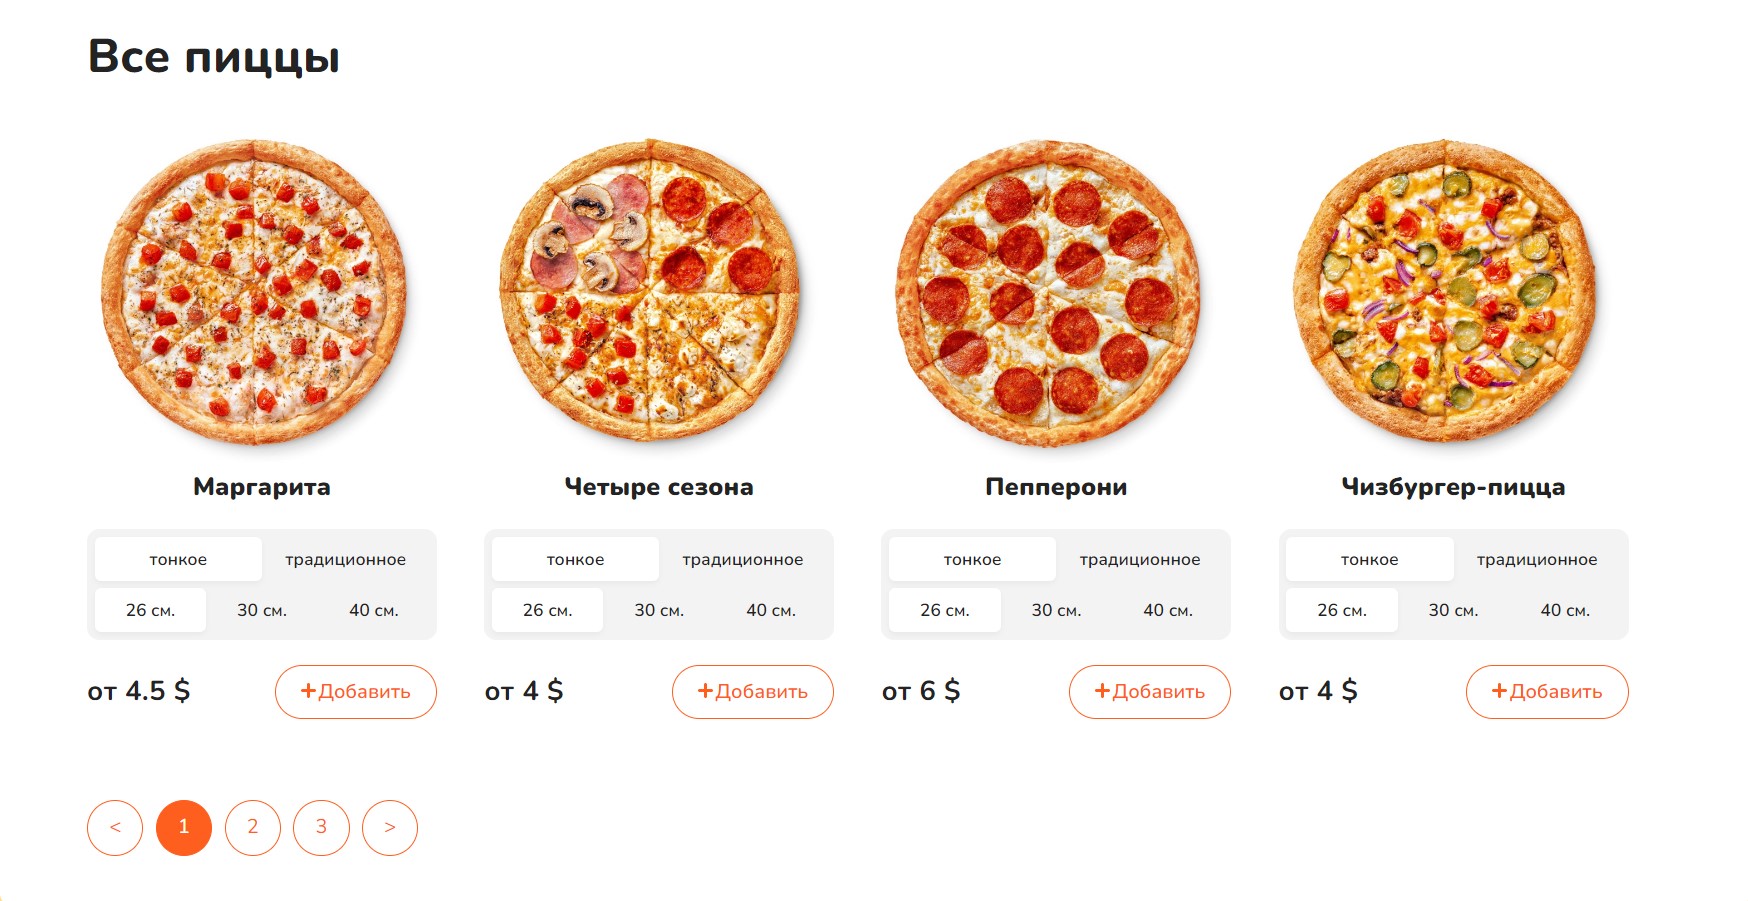 Все пиццы
Маргарита
Четыре сезона
Пепперони
Чизбургер-пицца
тонкое традиционное
26 см. 30 см. 40 см.
тонкое традиционное
26 см. 30 см. 40 см.
тонкое традиционное
26 см. 30 см. 40 см.
тонкое традиционное
26 см. 30 см. 40 см.
от 4.5 $ +Добавить
от 4 $ +Добавить
от 6 $ +Добавить
от 4 $ +Добавить
< 1 2 3 >